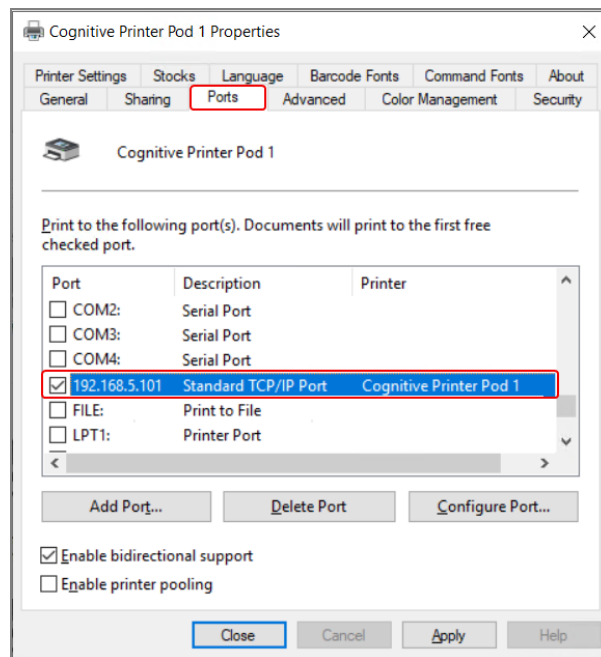 Cognitive Printer Pod 1 Properties
Printer Settings Stocks Language Barcode Fonts Command Fonts About
General Sharing Ports Advanced Color Management Security
Cognitive Printer Pod 1
Print to the following port(s). Documents will print to the first free
checked port.
Port Description Printer
COM2: Serial Port
COM3: Serial Port
COM4: Serial Port
192.168.5.101 Standard TCP/IP Port Cognitive Printer Pod 1
FILE: Print to File
LPT1: Printer Port
Add Port... Delete Port Configure Port...
Enable bidirectional support
Enable printer pooling
Close Cancel Apply Help